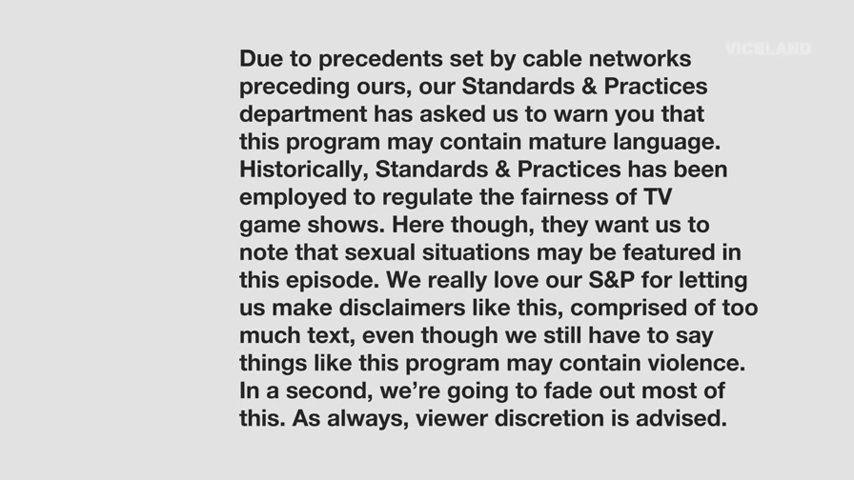 VICELAND
Due to precedents set by cable networks
preceding ours, our Standards & Practices
department has asked us to warn you that
this program may contain mature language.
Historically, Standards & Practices has been
employed to regulate the fairness of TV
game shows. Here though, they want us to
note that sexual situations may be featured in
this episode. We really love our S&P for letting
us make disclaimers like this, comprised of too
much text, even though we still have to say
things like this program may contain violence.
In a second, we’re going to fade out most of
this. As always, viewer discretion is advised.